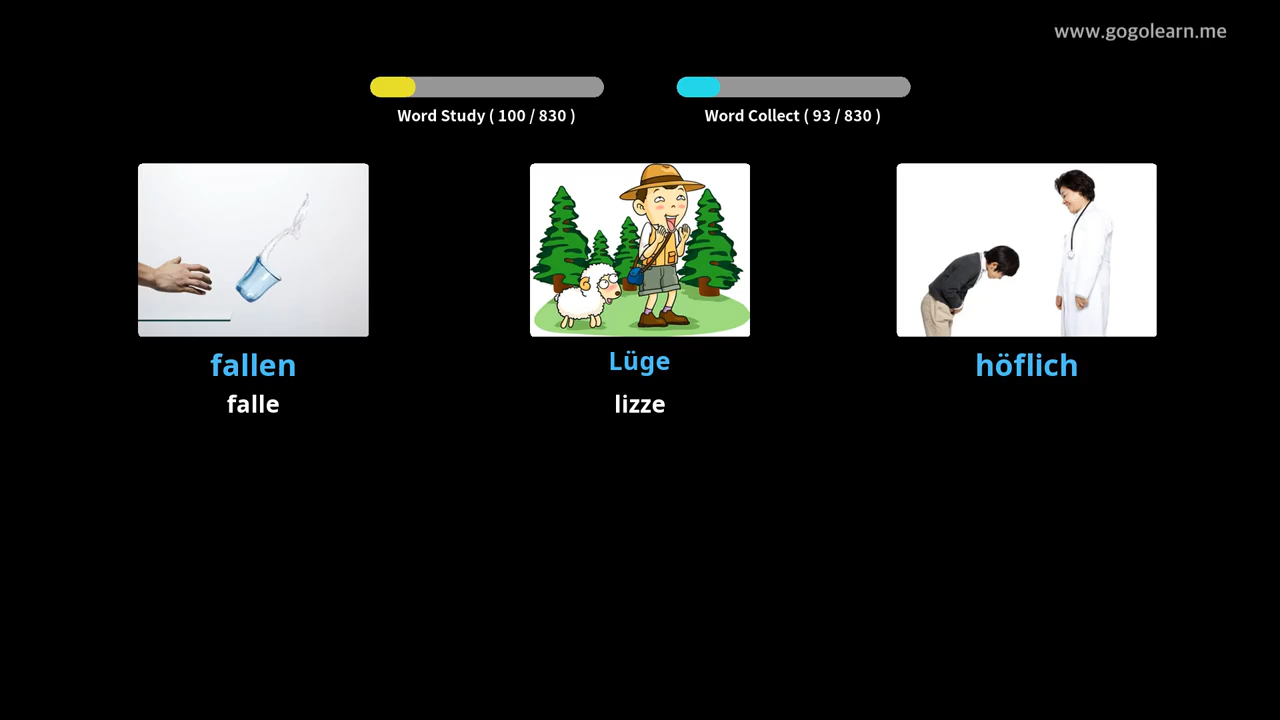 www.gogolearn.me
Word Study ( 100 / 830 )
Word Collect ( 93 / 830 )
fallen
Lüge
höflich
falle
lizze